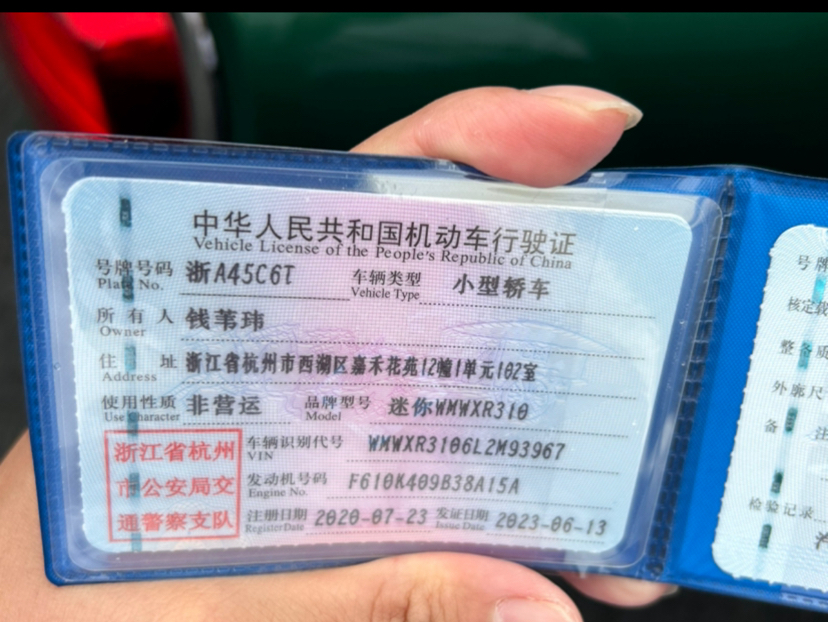 中华人民共和国机动车行驶证
Vehicle License of the People's Republic of China
号牌号码 浙A45C6T 车辆类型 小型轿车
Plate No. Vehicle Type
所有人 钱苇玮
Owner
住址 浙江省杭州市西湖区嘉禾花苑12幢1单元102室
Address
使用性质 非营运 品牌型号 迷你WMWXR310
Use Character Model
浙江省杭州市公安局交通警察支队
车辆识别代号 WMWXR3106L2M93967
VIN
发动机号码 F610K409B38A15A
Engine No.
注册日期 2020-07-23 发证日期 2023-06-13
Register Date Issue Date
号牌
核定载
整备质
外廓尺
备 注
检验记录